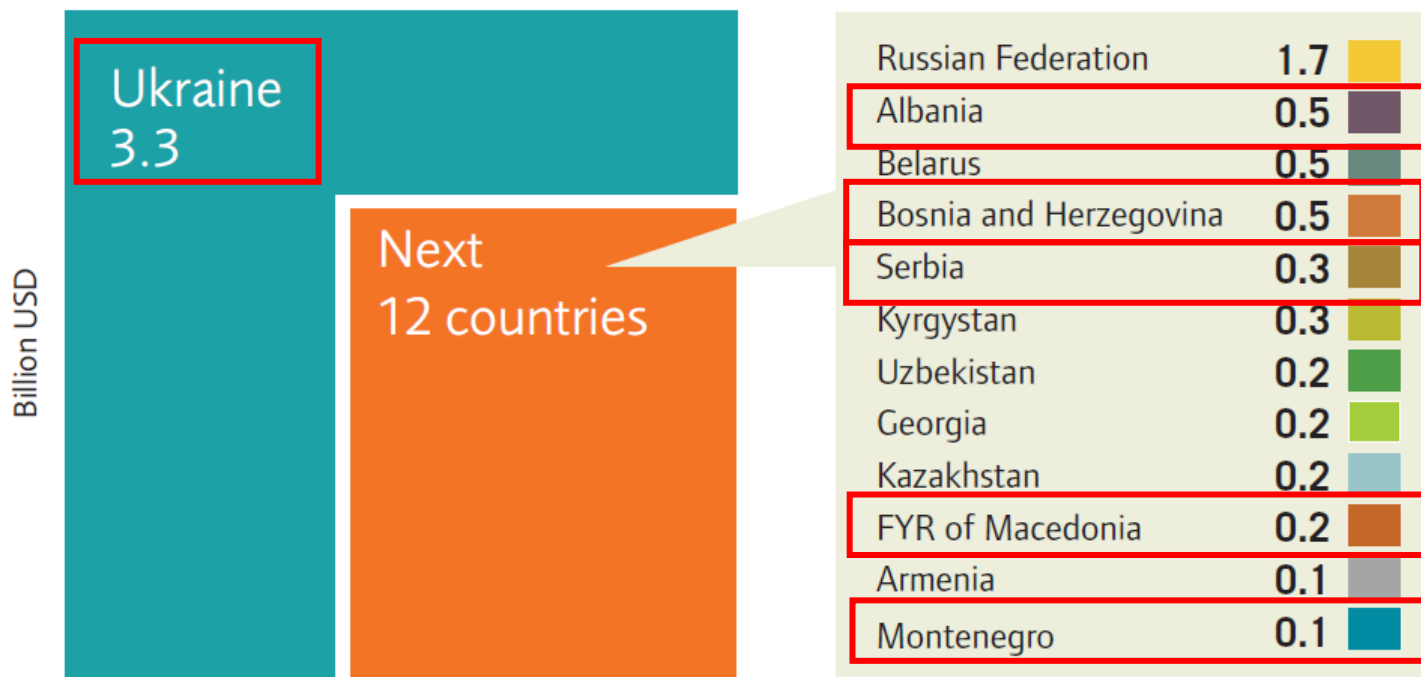 Billion USD
Ukraine
3.3
Next
12 countries
Russian Federation 1.7
Albania 0.5
Belarus 0.5
Bosnia and Herzegovina 0.5
Serbia 0.3
Kyrgystan 0.3
Uzbekistan 0.2
Georgia 0.2
Kazakhstan 0.2
FYR of Macedonia 0.2
Armenia 0.1
Montenegro 0.1